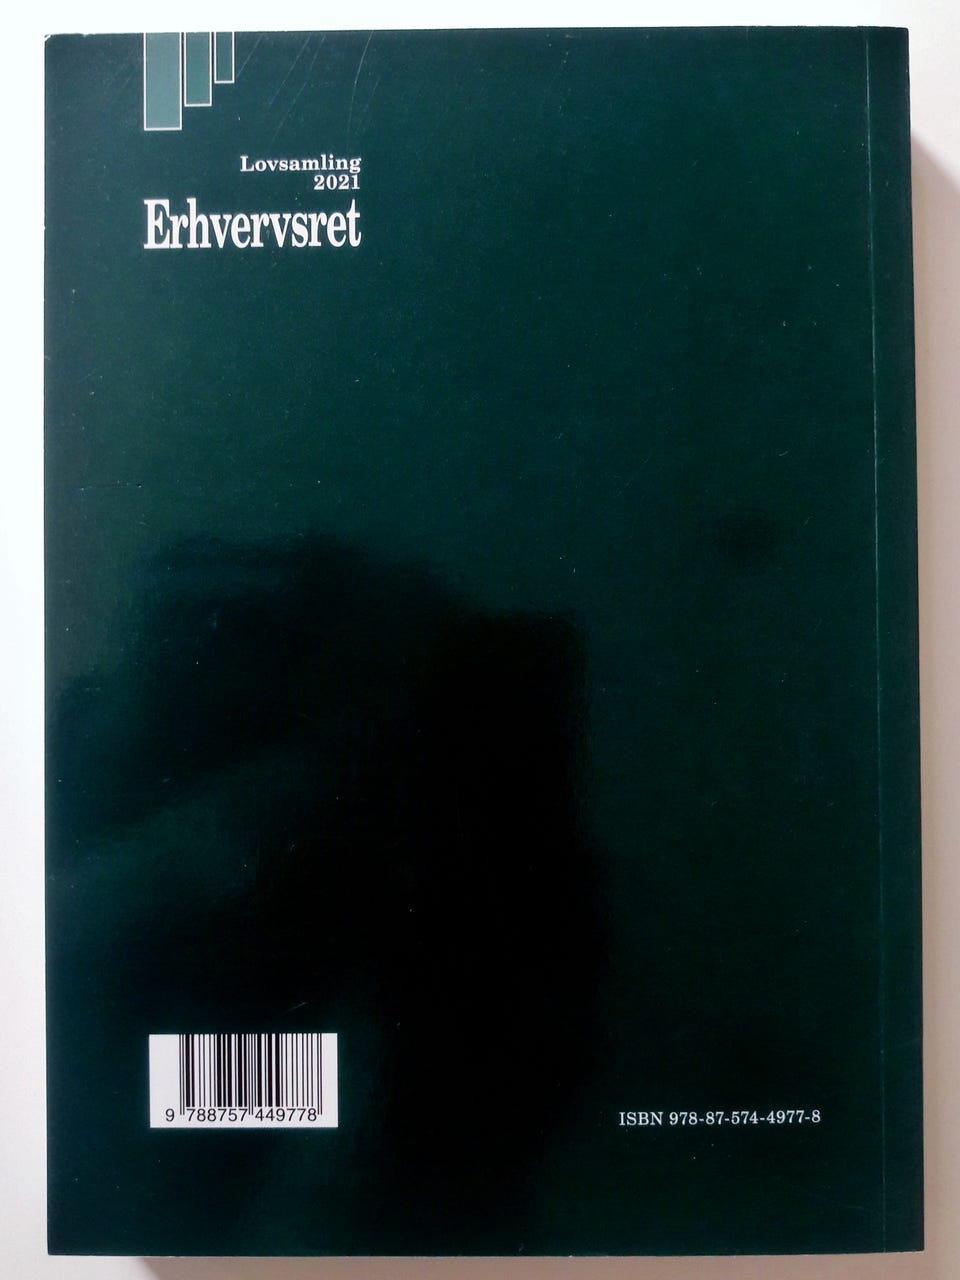 Lovsamling
2021
Erhvervsret
9 788757 449778
ISBN 978-87-574-4977-8